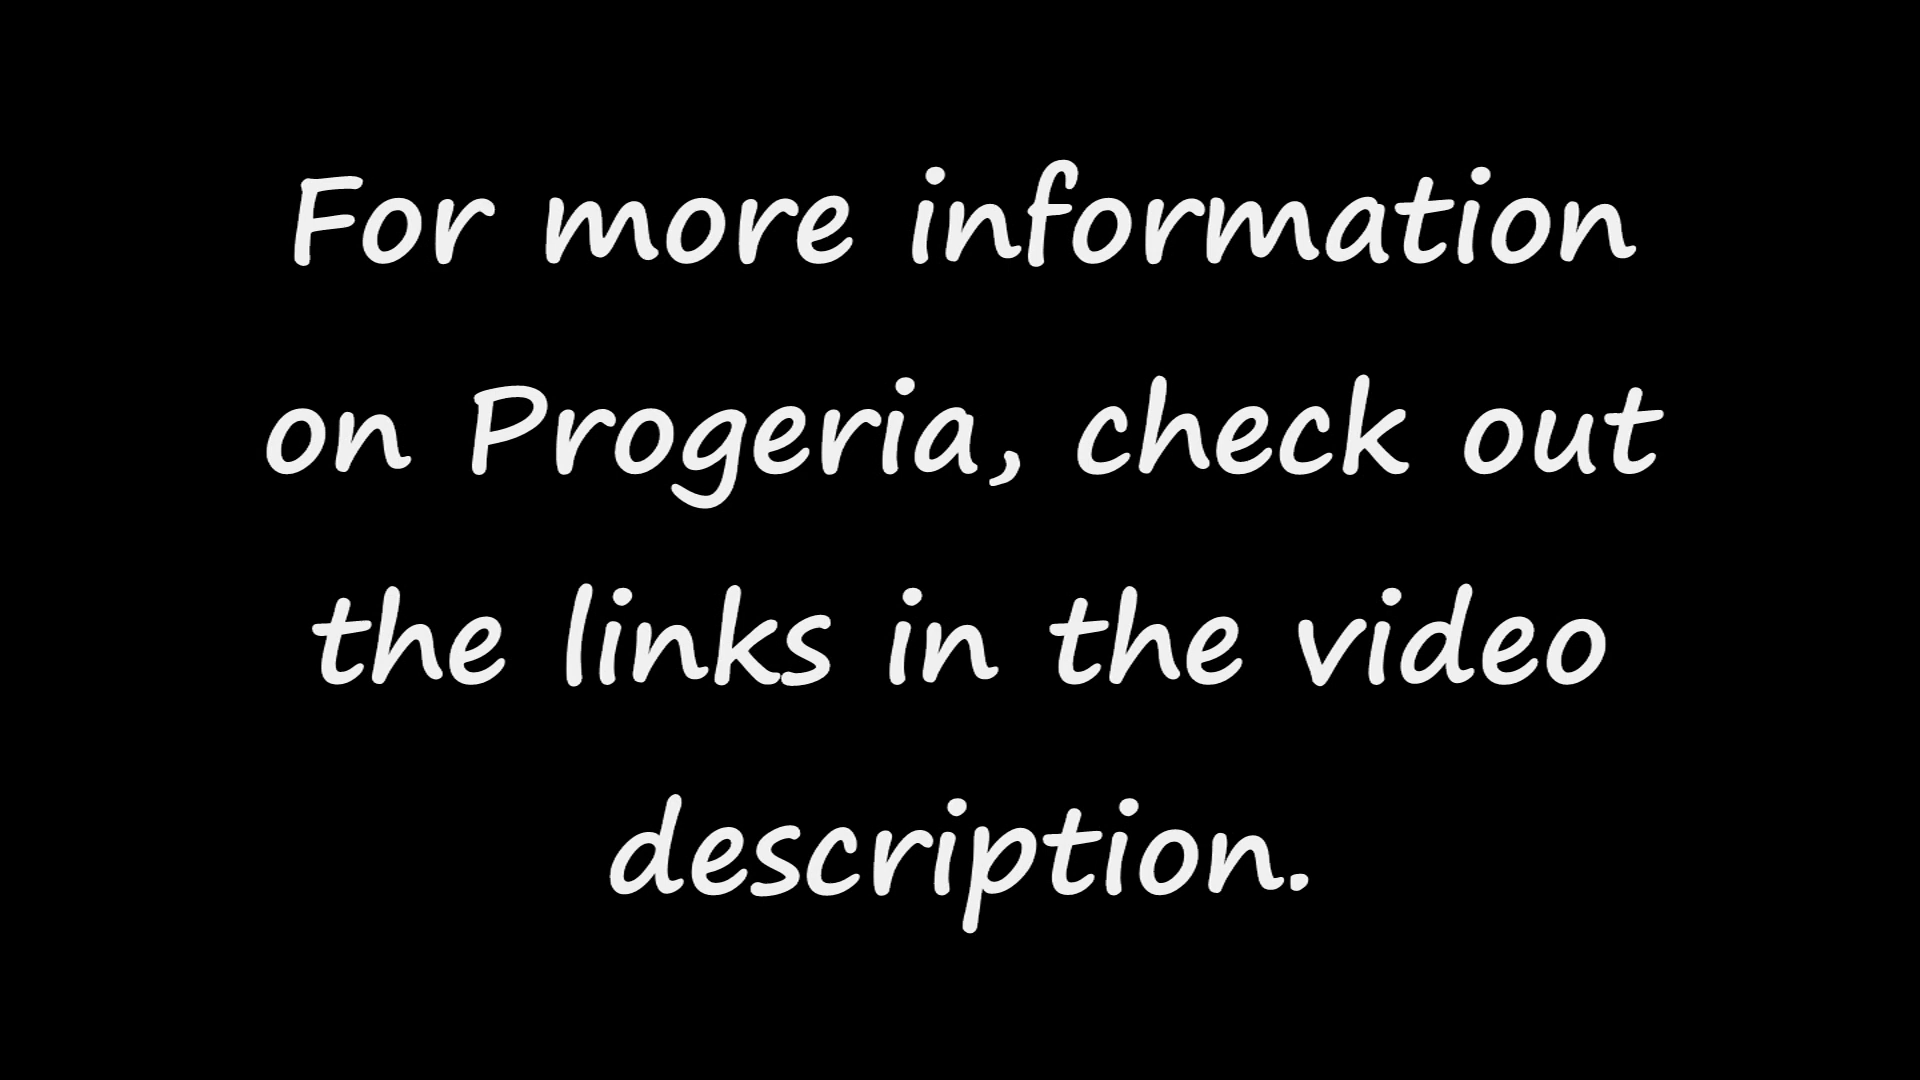 For more information
on Progeria, check out
the links in the video
description.